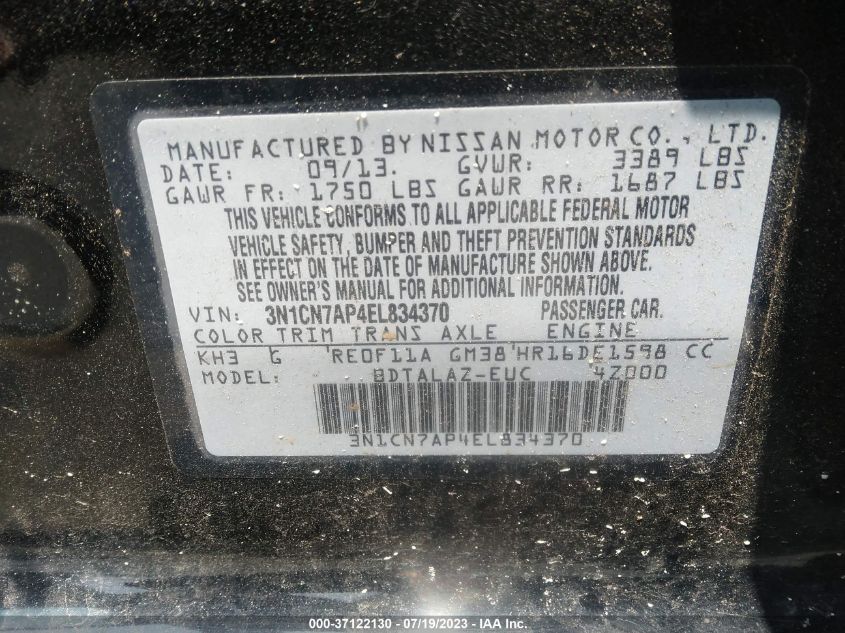 MANUFACTURED BY NISSAN MOTOR CO., LTD.
DATE: 09/13. GVWR: 3389 LBS
GAWR FR: 1750 LBS GAWR RR: 1687 LBS
THIS VEHICLE CONFORMS TO ALL APPLICABLE FEDERAL MOTOR
VEHICLE SAFETY, BUMPER AND THEFT PREVENTION STANDARDS
IN EFFECT ON THE DATE OF MANUFACTURE SHOWN ABOVE.
SEE OWNER'S MANUAL FOR ADDITIONAL INFORMATION.
VIN: 3N1CN7AP4EL834370 PASSENGER CAR.
COLOR TRIM TRANS AXLE ENGINE
KH3 G RE0F11A GM38 HR16DE1598 CC
MODEL: BDTALAZ-EUC 4Z000
3N1CN7AP4EL834370
000-37122130 - 07/19/2023 - IAA Inc.